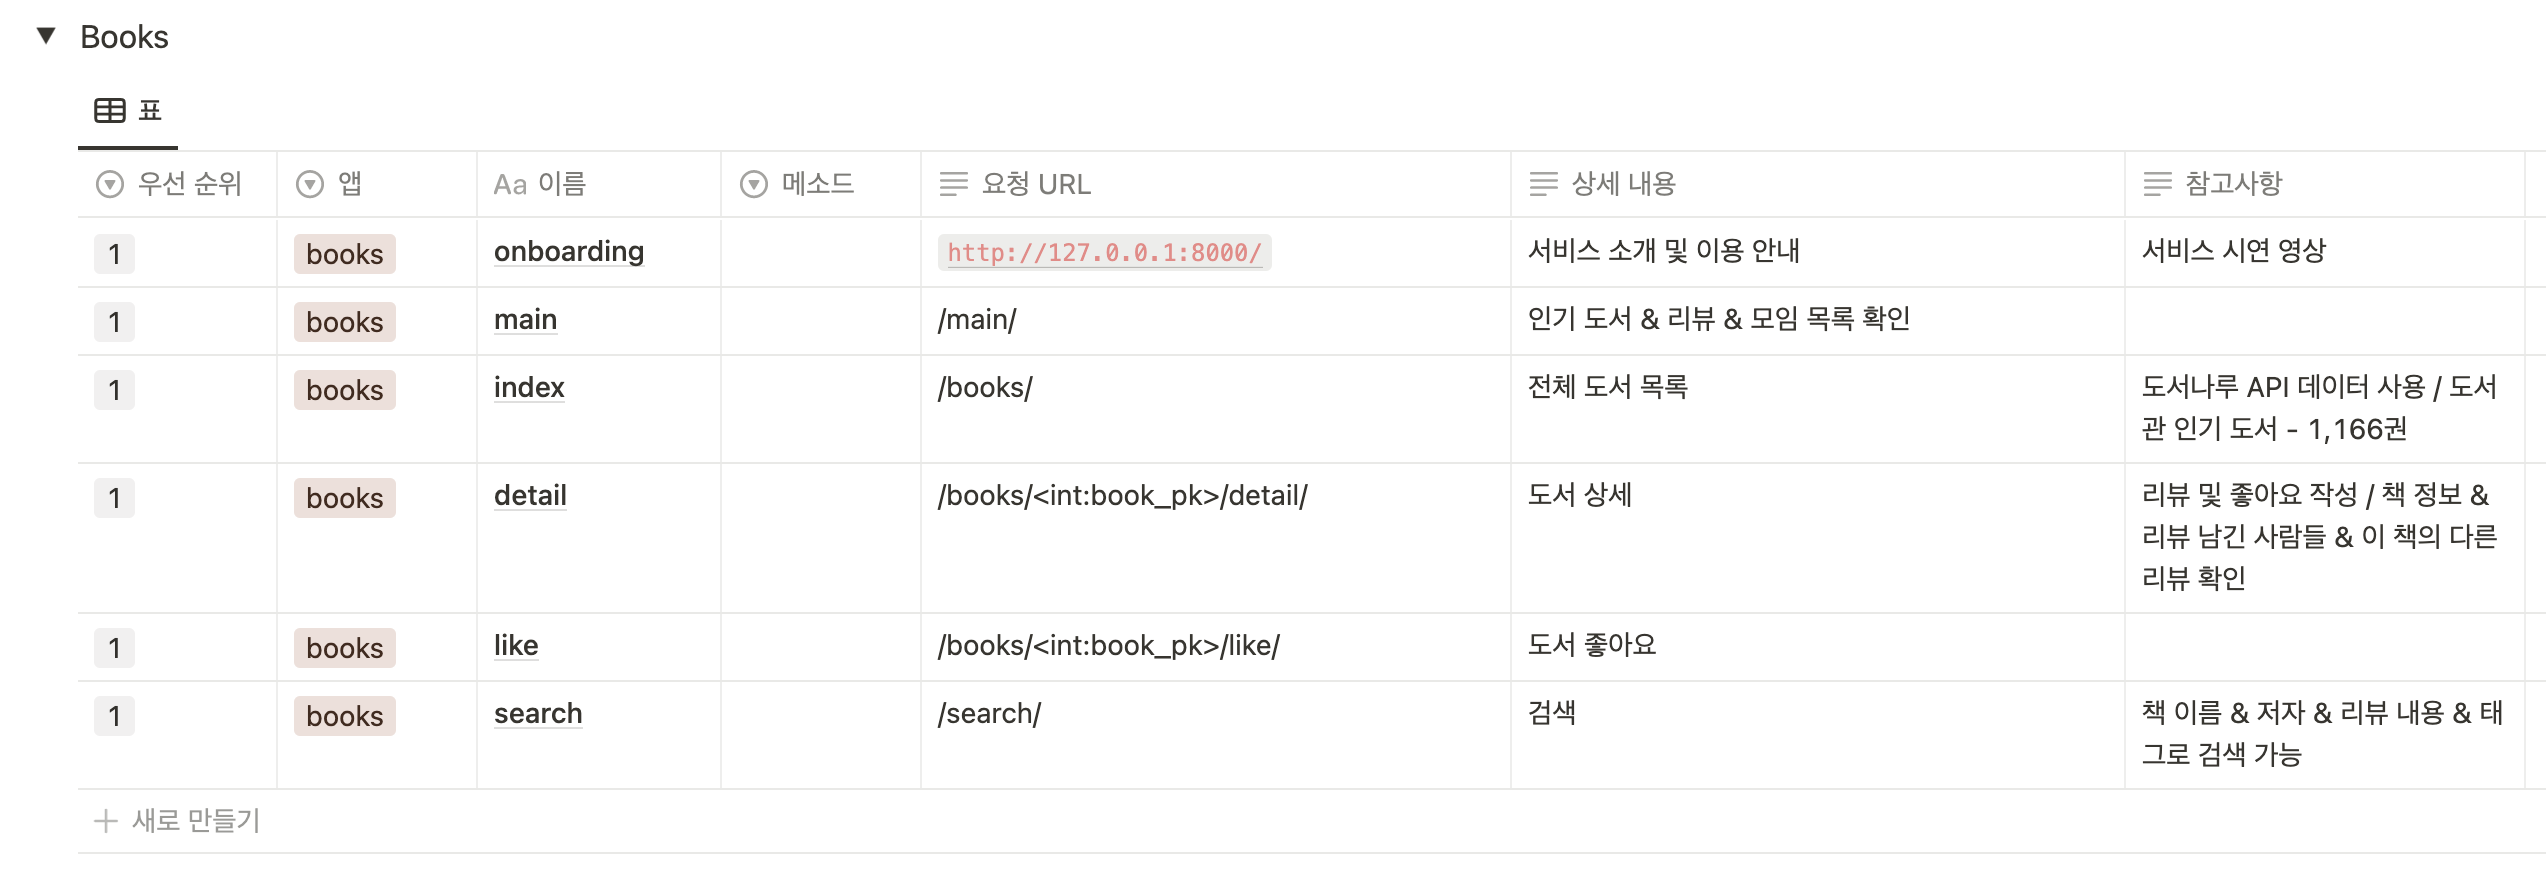 Books
표
우선 순위 앱 Aa 이름 메소드 요청 URL 상세 내용 참고사항
1 books onboarding http://127.0.0.1:8000/ 서비스 소개 및 이용 안내 서비스 시연 영상
1 books main /main/ 인기 도서 & 리뷰 & 모임 목록 확인
1 books index /books/ 전체 도서 목록 도서나루 API 데이터 사용 / 도서
관 인기 도서 - 1,166권
1 books detail /books/<int:book_pk>/detail/ 도서 상세 리뷰 및 좋아요 작성 / 책 정보 &
리뷰 남긴 사람들 & 이 책의 다른
리뷰 확인
1 books like /books/<int:book_pk>/like/ 도서 좋아요
1 books search /search/ 검색 책 이름 & 저자 & 리뷰 내용 & 태
그로 검색 가능
새로 만들기